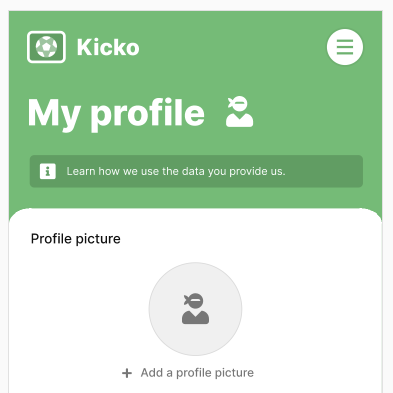 Kicko
My profile
Learn how we use the data you provide us.
Profile picture
+ Add a profile picture